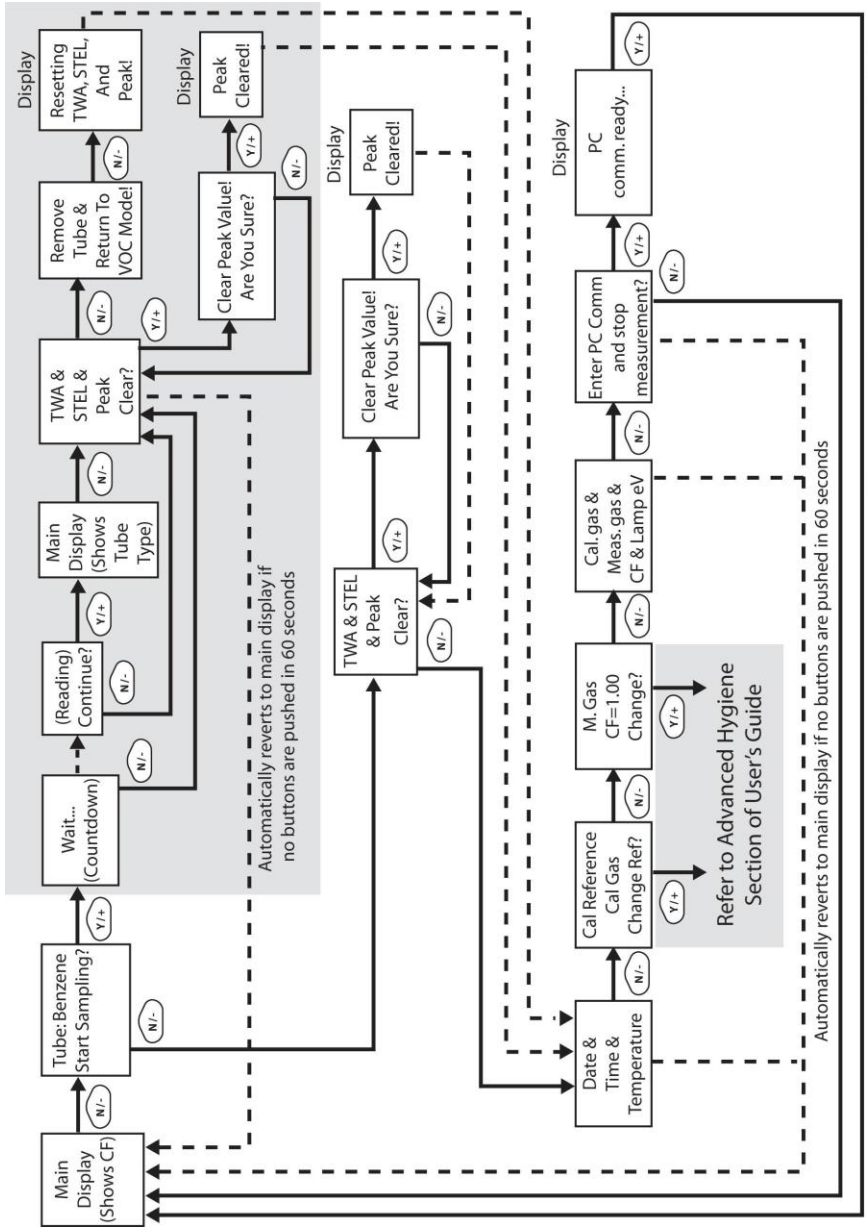 Main
Display
(Shows CF)
N/-
Tube: Benzene
Start Sampling?
Y/+
N/-
Wait...
(Countdown)
N/-
(Reading)
Continue?
Y/+
N/-
Main
Display
(Shows
Tube
Type)
N/-
TWA &
STEL &
Peak
Clear?
N/-
Y/+
Remove
Tube &
Return To
VOC Mode!
N/-
Display
Resetting
TWA, STEL,
And
Peak!
Clear Peak Value!
Are You Sure?
Y/+
N/-
Display
Peak
Cleared!
Automatically reverts to main display if
no buttons are pushed in 60 seconds
TWA & STEL
& Peak
Clear?
Y/+
N/-
Clear Peak Value!
Are You Sure?
Y/+
N/-
Display
Peak
Cleared!
Date &
Time &
Temperature
N/-
Cal Reference
Cal Gas
Change Ref?
N/-
Y/+
M. Gas
CF=1.00
Change?
N/-
Y/+
Refer to Advanced Hygiene
Section of User's Guide
Cal. gas &
Meas. gas &
CF & Lamp eV
N/-
Enter PC Comm
and stop
measurement?
Y/+
N/-
Display
PC
comm. ready...
Y/+
Automatically reverts to main display if no buttons are pushed in 60 seconds